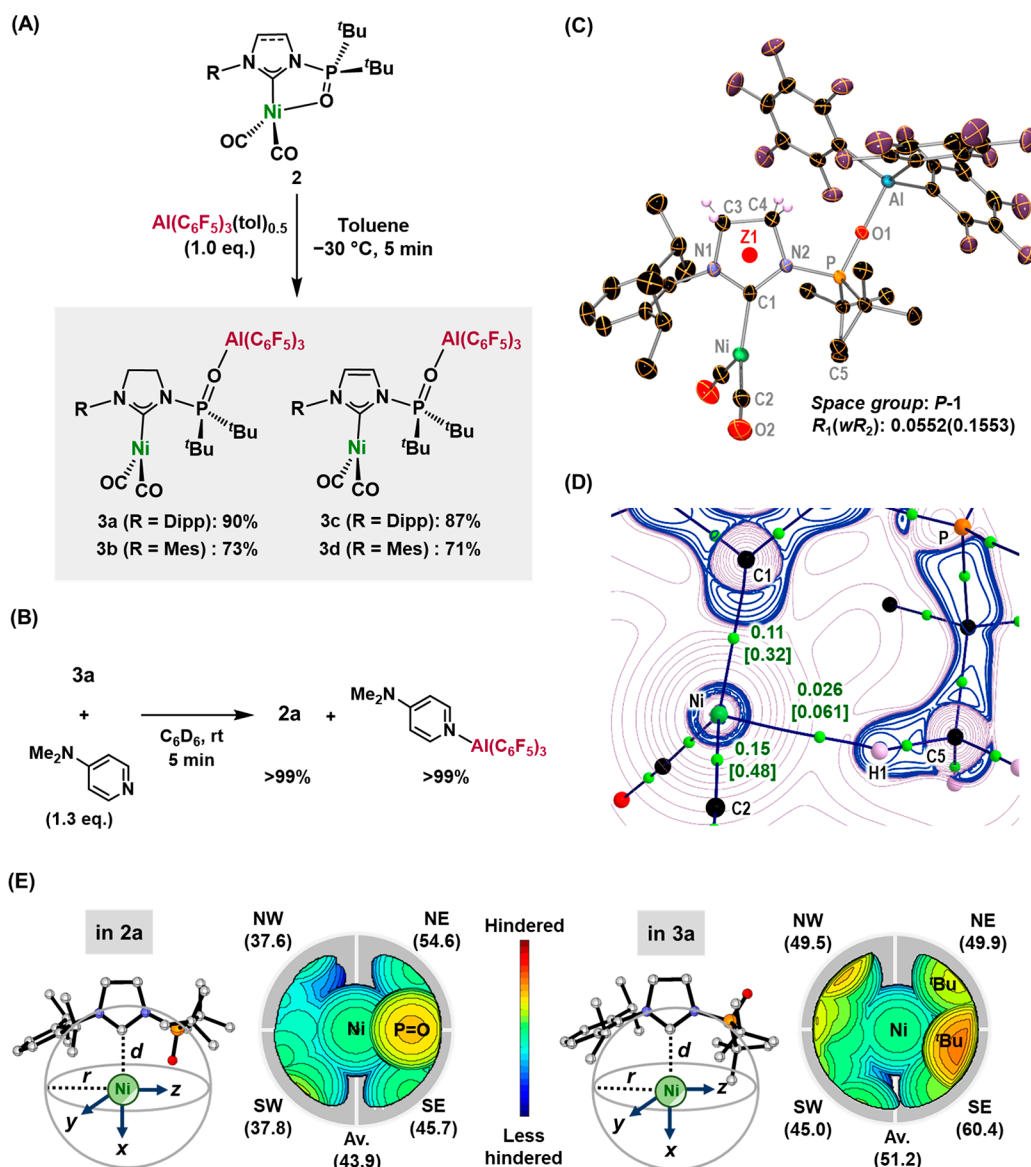 (A)
ᵗBu
N N P ᵗBu
R O
Ni
OC CO
2
Al(C₆F₅)₃(tol)₀.₅
(1.0 eq.)
Toluene
−30 °C, 5 min
Al(C₆F₅)₃
O
R N N P ᵗBu
ᵗBu
Ni
OC CO
3a (R = Dipp): 90%
3b (R = Mes) : 73%
Al(C₆F₅)₃
O
R N N P ᵗBu
ᵗBu
Ni
OC CO
3c (R = Dipp): 87%
3d (R = Mes) : 71%
(B)
3a
+
Me₂N
N
(1.3 eq.)
C₆D₆, rt
5 min
2a
>99%
+
Me₂N
N
Al(C₆F₅)₃
>99%
(C)
Al
C3 C4
Z1
O1
N1 N2 P
C1
Ni
C5
C2
O2
Space group: P-1
R₁(wR₂): 0.0552(0.1553)
(D)
P
C1
0.11
[0.32]
Ni
0.026
[0.061]
0.15
[0.48]
H1
C5
C2
(E)
in 2a
d
r
Ni
z
y
x
NW
(37.6)
NE
(54.6)
Ni P=O
SW
(37.8)
SE
(45.7)
Av.
(43.9)
Hindered
Less
hindered
in 3a
d
r
Ni
z
y
x
NW
(49.5)
NE
(49.9)
ᵗBu
Ni ᵗBu
SW
(45.0)
SE
(60.4)
Av.
(51.2)